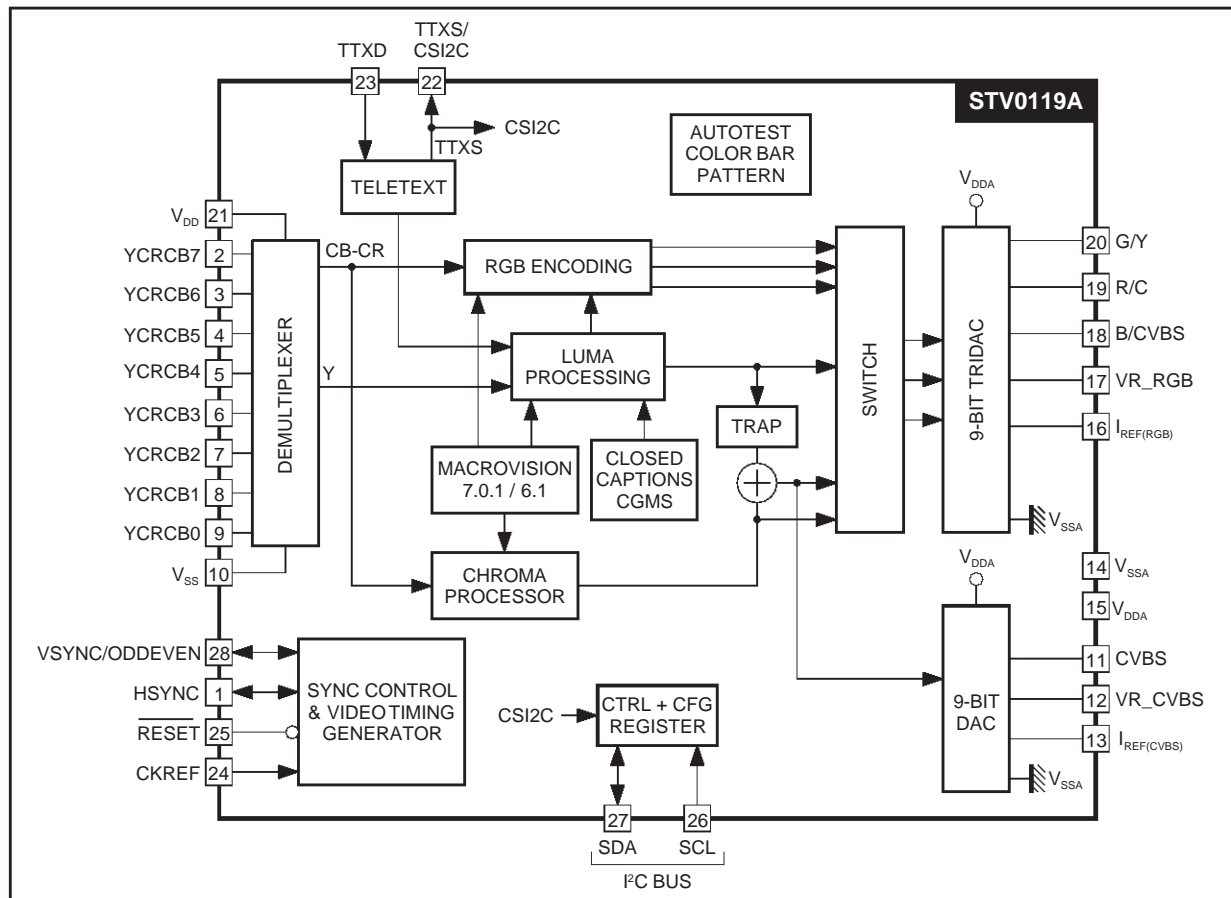 TTXS/
CSI2C
TTXD
23
22
STV0119A
CSI2C
TTXS
AUTOTEST
COLOR BAR
PATTERN
TELETEXT
VDD 21
YCRCB7 2
YCRCB6 3
YCRCB5 4
YCRCB4 5
YCRCB3 6
YCRCB2 7
YCRCB1 8
YCRCB0 9
VSS 10
DEMULTIPLEXER
CB-CR
Y
RGB ENCODING
LUMA
PROCESSING
MACROVISION
7.0.1 / 6.1
CLOSED
CAPTIONS
CGMS
TRAP
CHROMA
PROCESSOR
SWITCH
VDDA
9-BIT TRIDAC
20 G/Y
19 R/C
18 B/CVBS
17 VR_RGB
16 IREF(RGB)
VSSA
14 VSSA
15 VDDA
VDDA
9-BIT
DAC
11 CVBS
12 VR_CVBS
13 IREF(CVBS)
VSSA
VSYNC/ODDEVEN 28
HSYNC 1
RESET 25
CKREF 24
SYNC CONTROL
& VIDEO TIMING
GENERATOR
CSI2C
CTRL + CFG
REGISTER
27
26
SDA
SCL
I²C BUS